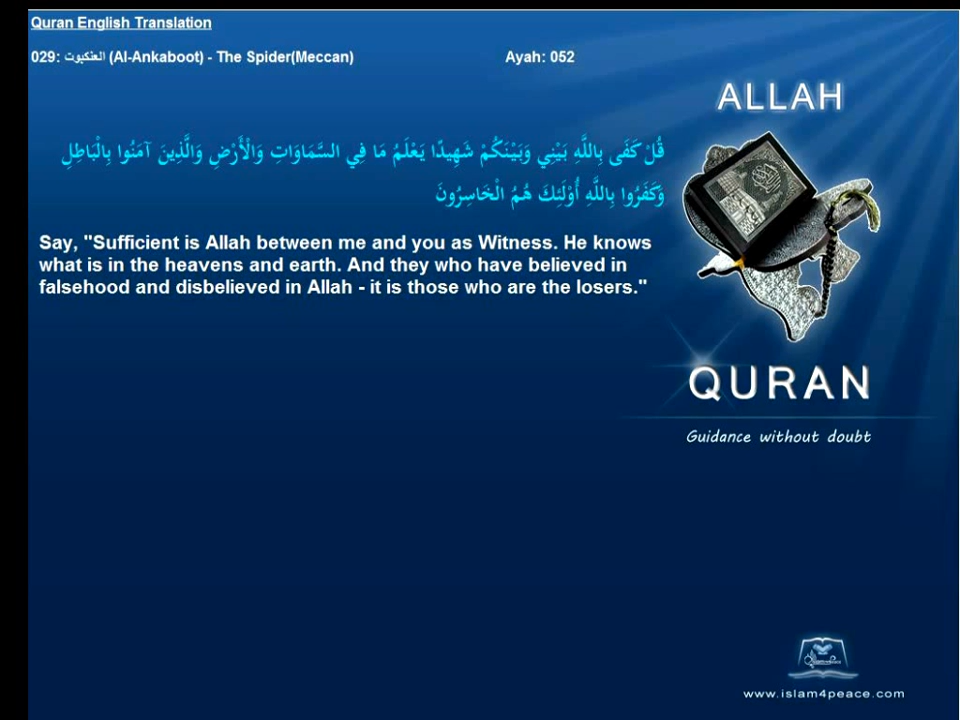 Quran English Translation
029: العنكبوت (Al-Ankaboot) - The Spider(Meccan)
Ayah: 052
ALLAH
قُلْ كَفَى بِاللَّهِ بَيْنِي وَبَيْنَكُمْ شَهِيدًا يَعْلَمُ مَا فِي السَّمَاوَاتِ وَالْأَرْضِ وَالَّذِينَ آمَنُوا بِالْبَاطِلِ
وَكَفَرُوا بِاللَّهِ أُوْلَئِكَ هُمُ الْخَاسِرُونَ
Say, "Sufficient is Allah between me and you as Witness. He knows
what is in the heavens and earth. And they who have believed in
falsehood and disbelieved in Allah - it is those who are the losers."
QURAN
Guidance without doubt
www.islam4peace.com